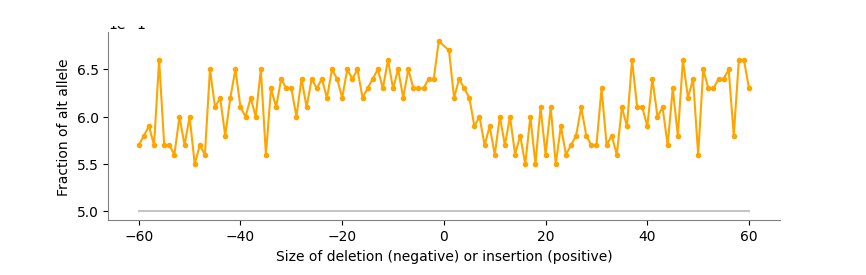 6.5
6.0
5.5
5.0
Fraction of alt allele
−60 −40 −20 0 20 40 60
Size of deletion (negative) or insertion (positive)